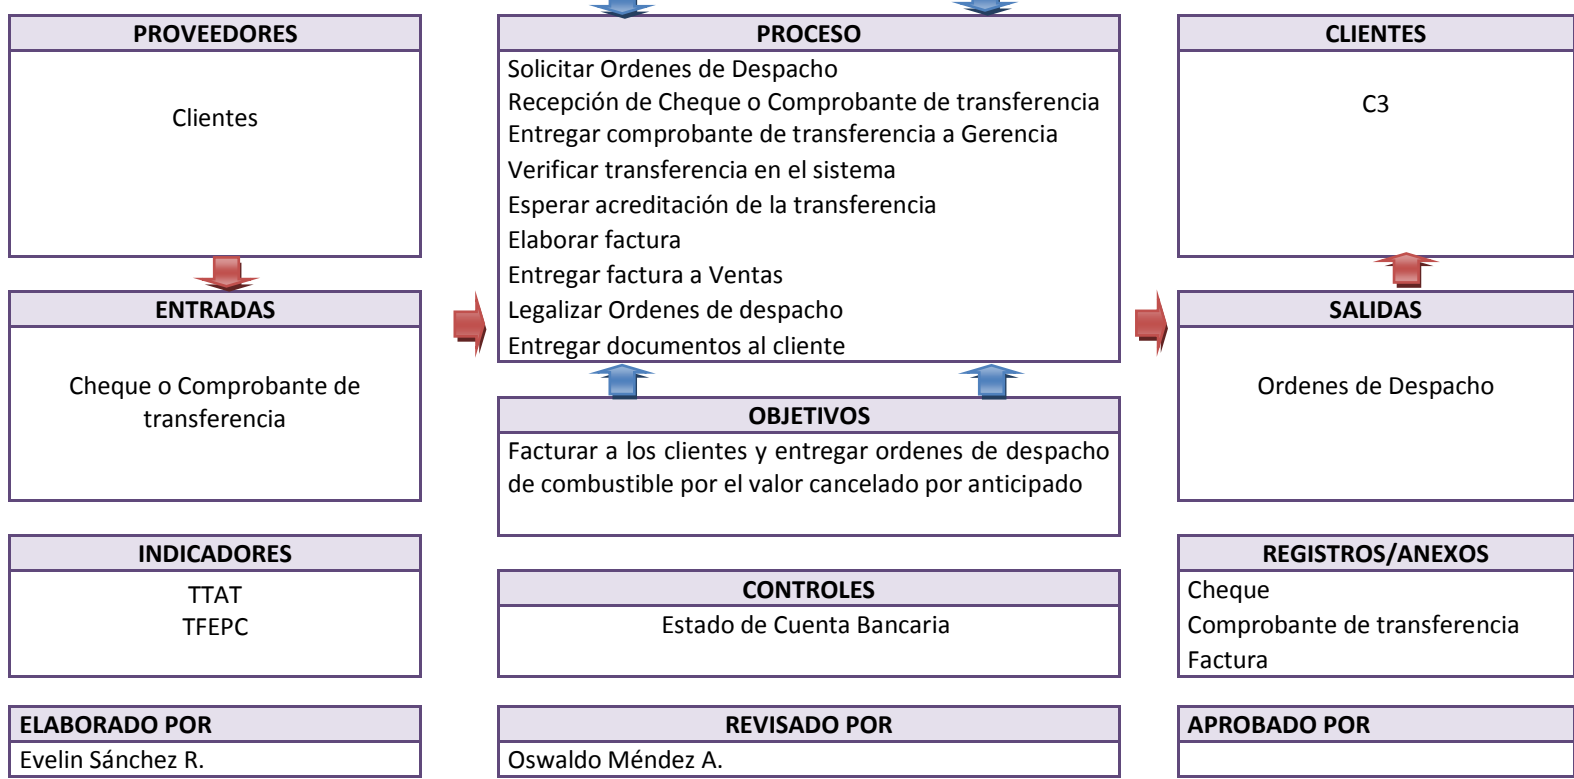 PROVEEDORES
Clientes
ENTRADAS
Cheque o Comprobante de
transferencia
INDICADORES
TTAT
TFEPC
ELABORADO POR
Evelin Sánchez R.
PROCESO
Solicitar Ordenes de Despacho
Recepción de Cheque o Comprobante de transferencia
Entregar comprobante de transferencia a Gerencia
Verificar transferencia en el sistema
Esperar acreditación de la transferencia
Elaborar factura
Entregar factura a Ventas
Legalizar Ordenes de despacho
Entregar documentos al cliente
OBJETIVOS
Facturar a los clientes y entregar ordenes de despacho
de combustible por el valor cancelado por anticipado
CONTROLES
Estado de Cuenta Bancaria
REVISADO POR
Oswaldo Méndez A.
CLIENTES
C3
SALIDAS
Ordenes de Despacho
REGISTROS/ANEXOS
Cheque
Comprobante de transferencia
Factura
APROBADO POR